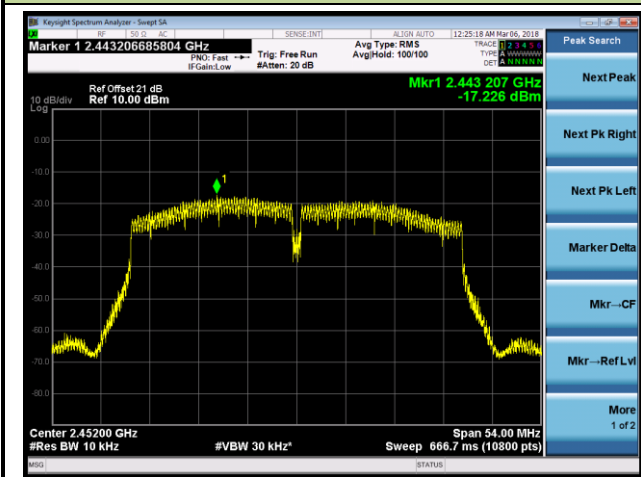 Keysight Spectrum Analyzer - Swept SA
RF 50 Ω AC SENSE:INT ALIGN AUTO 12:25:18 AM Mar 06, 2018
Marker 1 2.443206685804 GHz
PNO: Fast
IFGain:Low
Trig: Free Run
#Atten: 20 dB
Avg Type: RMS
Avg|Hold: 100/100
TRACE 1 2 3 4 5 6
TYPE A WWWWW
DET A N N N N N
Peak Search
Ref Offset 21 dB
10 dB/div Ref 10.00 dBm
Log
Mkr1 2.443 207 GHz
-17.226 dBm
0.00
-10.0
-20.0
-30.0
-40.0
-50.0
-60.0
-70.0
-80.0
1
Next Peak
Next Pk Right
Next Pk Left
Marker Delta
Mkr→CF
Mkr→Ref Lvl
More
1 of 2
Center 2.45200 GHz Span 54.00 MHz
#Res BW 10 kHz #VBW 30 kHz* Sweep 666.7 ms (10800 pts)
MSG STATUS